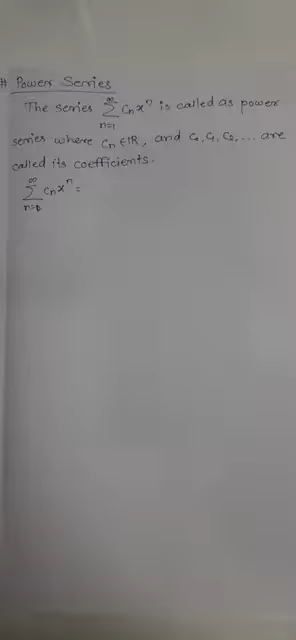 # Power Series
The series ∞ Σ n=1 Cₙxⁿ is called as power
series where Cₙ ∈ ℝ, and C₀, C₁, C₂, ... are
called its coefficients.
∞ Σ n=0 Cₙxⁿ =